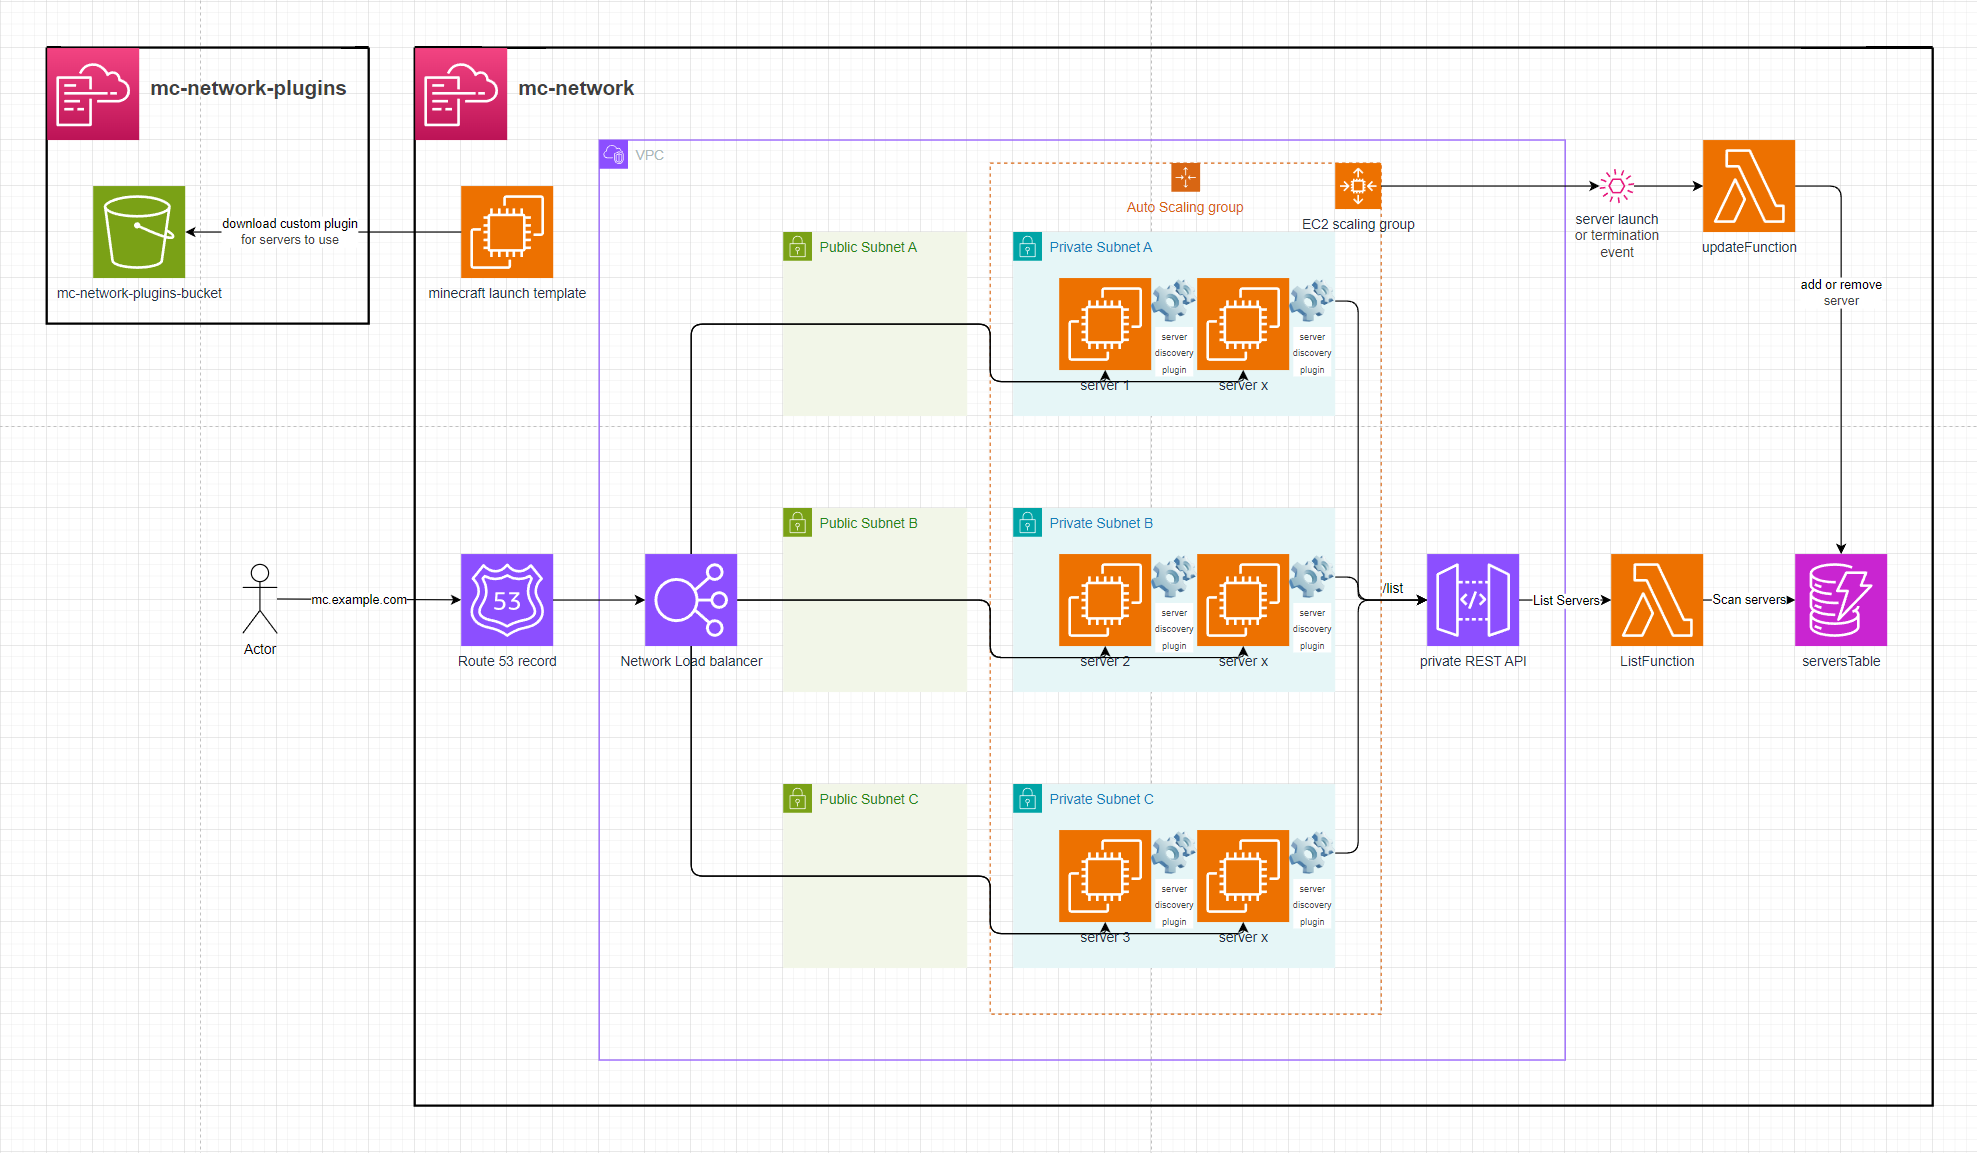 mc-network-plugins
mc-network
VPC
Auto Scaling group
EC2 scaling group
server launch
or termination
event
updateFunction
download custom plugin
for servers to use
mc-network-plugins-bucket
minecraft launch template
add or remove
server
Public Subnet A
Private Subnet A
server
discovery
plugin
server
discovery
plugin
server 1
server x
Public Subnet B
Private Subnet B
server
discovery
plugin
server
discovery
plugin
server 2
server x
mc.example.com
Actor
53
Route 53 record
Network Load balancer
/list
</>
private REST API
List Servers
ListFunction
Scan servers
serversTable
Public Subnet C
Private Subnet C
server
discovery
plugin
server
discovery
plugin
server 3
server x